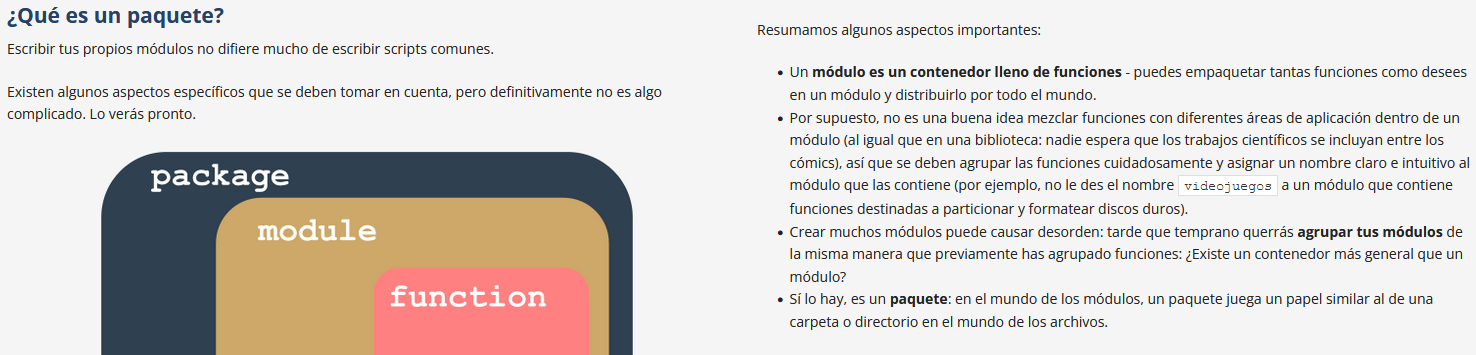 ¿Qué es un paquete?
Escribir tus propios módulos no difiere mucho de escribir scripts comunes.
Existen algunos aspectos específicos que se deben tomar en cuenta, pero definitivamente no es algo
complicado. Lo verás pronto.
package
module
function
Resumamos algunos aspectos importantes:
• Un módulo es un contenedor lleno de funciones - puedes empaquetar tantas funciones como desees
en un módulo y distribuirlo por todo el mundo.
• Por supuesto, no es una buena idea mezclar funciones con diferentes áreas de aplicación dentro de un
módulo (al igual que en una biblioteca: nadie espera que los trabajos científicos se incluyan entre los
cómics), así que se deben agrupar las funciones cuidadosamente y asignar un nombre claro e intuitivo al
módulo que las contiene (por ejemplo, no le des el nombre videojuegos a un módulo que contiene
funciones destinadas a particionar y formatear discos duros).
• Crear muchos módulos puede causar desorden: tarde que temprano querrás agrupar tus módulos de
la misma manera que previamente has agrupado funciones: ¿Existe un contenedor más general que un
módulo?
• Sí lo hay, es un paquete: en el mundo de los módulos, un paquete juega un papel similar al de una
carpeta o directorio en el mundo de los archivos.